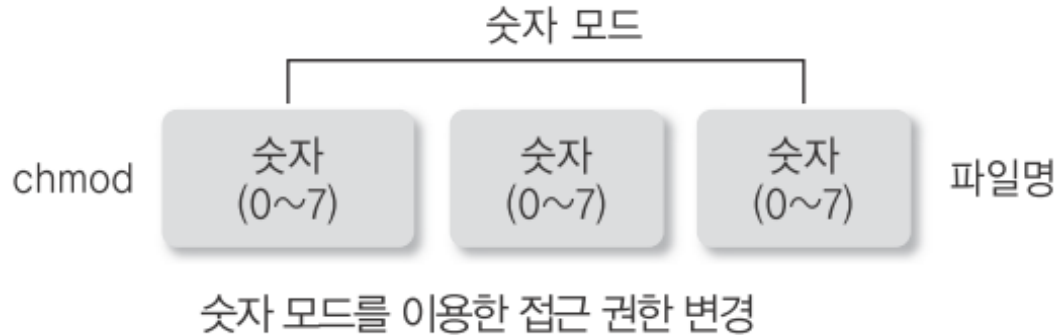 숫자 모드
chmod 숫자 (0~7) 숫자 (0~7) 숫자 (0~7) 파일명
숫자 모드를 이용한 접근 권한 변경